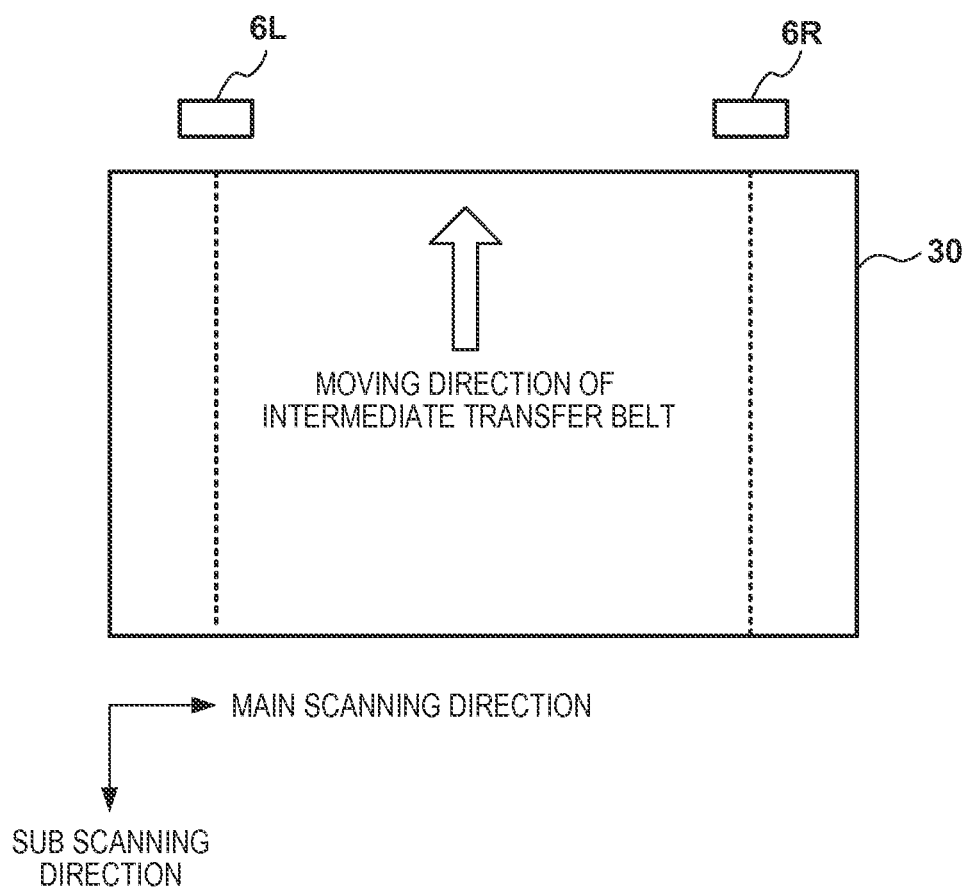 6L
6R
30
MOVING DIRECTION OF
INTERMEDIATE TRANSFER BELT
MAIN SCANNING DIRECTION
SUB SCANNING
DIRECTION